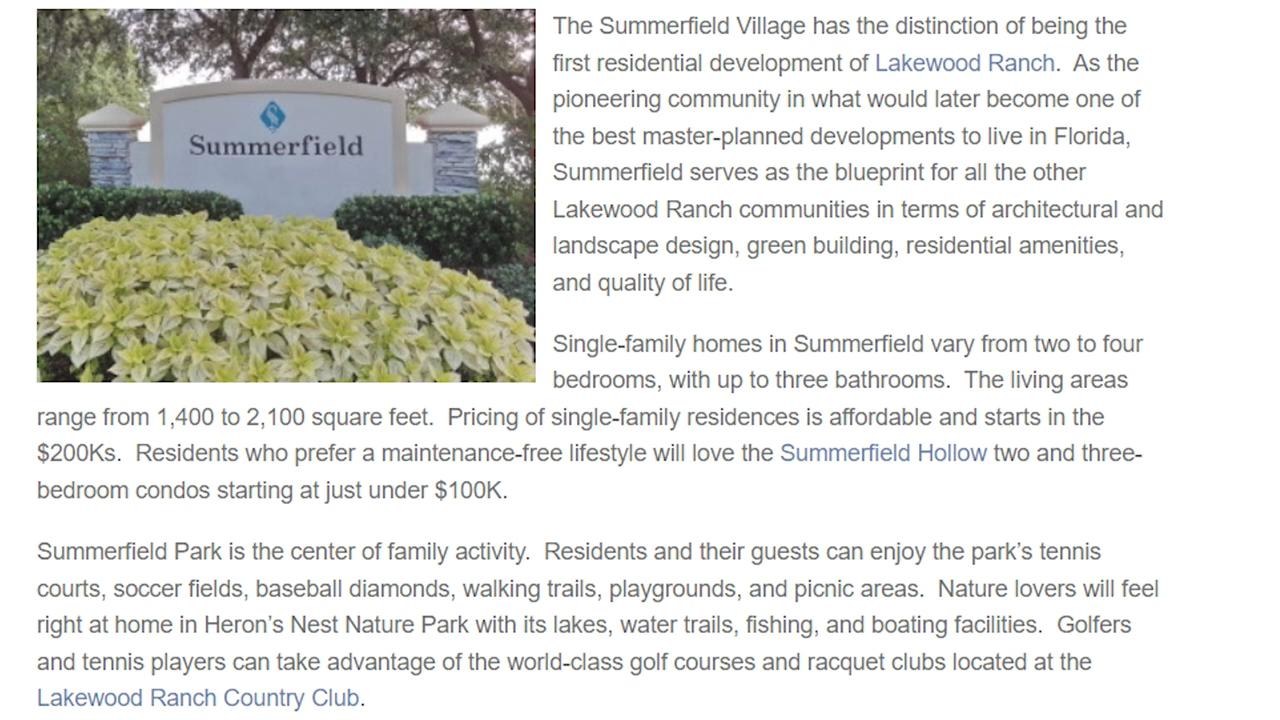 Summerfield
The Summerfield Village has the distinction of being the
first residential development of Lakewood Ranch.  As the
pioneering community in what would later become one of
the best master-planned developments to live in Florida,
Summerfield serves as the blueprint for all the other
Lakewood Ranch communities in terms of architectural and
landscape design, green building, residential amenities,
and quality of life.
Single-family homes in Summerfield vary from two to four
bedrooms, with up to three bathrooms.  The living areas
range from 1,400 to 2,100 square feet.  Pricing of single-family residences is affordable and starts in the
$200Ks.  Residents who prefer a maintenance-free lifestyle will love the Summerfield Hollow two and three-
bedroom condos starting at just under $100K.
Summerfield Park is the center of family activity.  Residents and their guests can enjoy the park’s tennis
courts, soccer fields, baseball diamonds, walking trails, playgrounds, and picnic areas.  Nature lovers will feel
right at home in Heron’s Nest Nature Park with its lakes, water trails, fishing, and boating facilities.  Golfers
and tennis players can take advantage of the world-class golf courses and racquet clubs located at the
Lakewood Ranch Country Club.